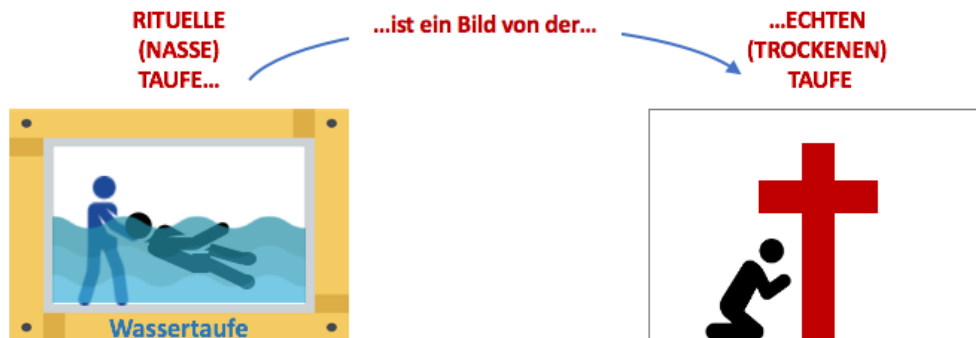 RITUELLE
(NASSE)
TAUFE...
...ist ein Bild von der...
...ECHTEN
(TROCKENEN)
TAUFE
Wassertaufe